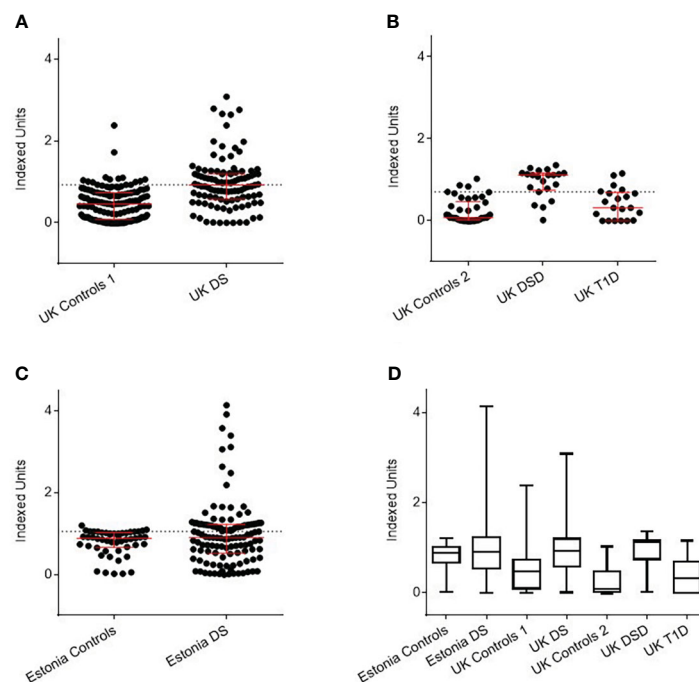 A
Indexed Units
4
2
0
UK Controls 1
UK DS
B
Indexed Units
4
2
0
UK Controls 2
UK DSD
UK T1D
C
Indexed Units
4
2
0
Estonia Controls
Estonia DS
D
Indexed Units
4
2
0
Estonia Controls
Estonia DS
UK Controls 1
UK DS
UK Controls 2
UK DSD
UK T1D